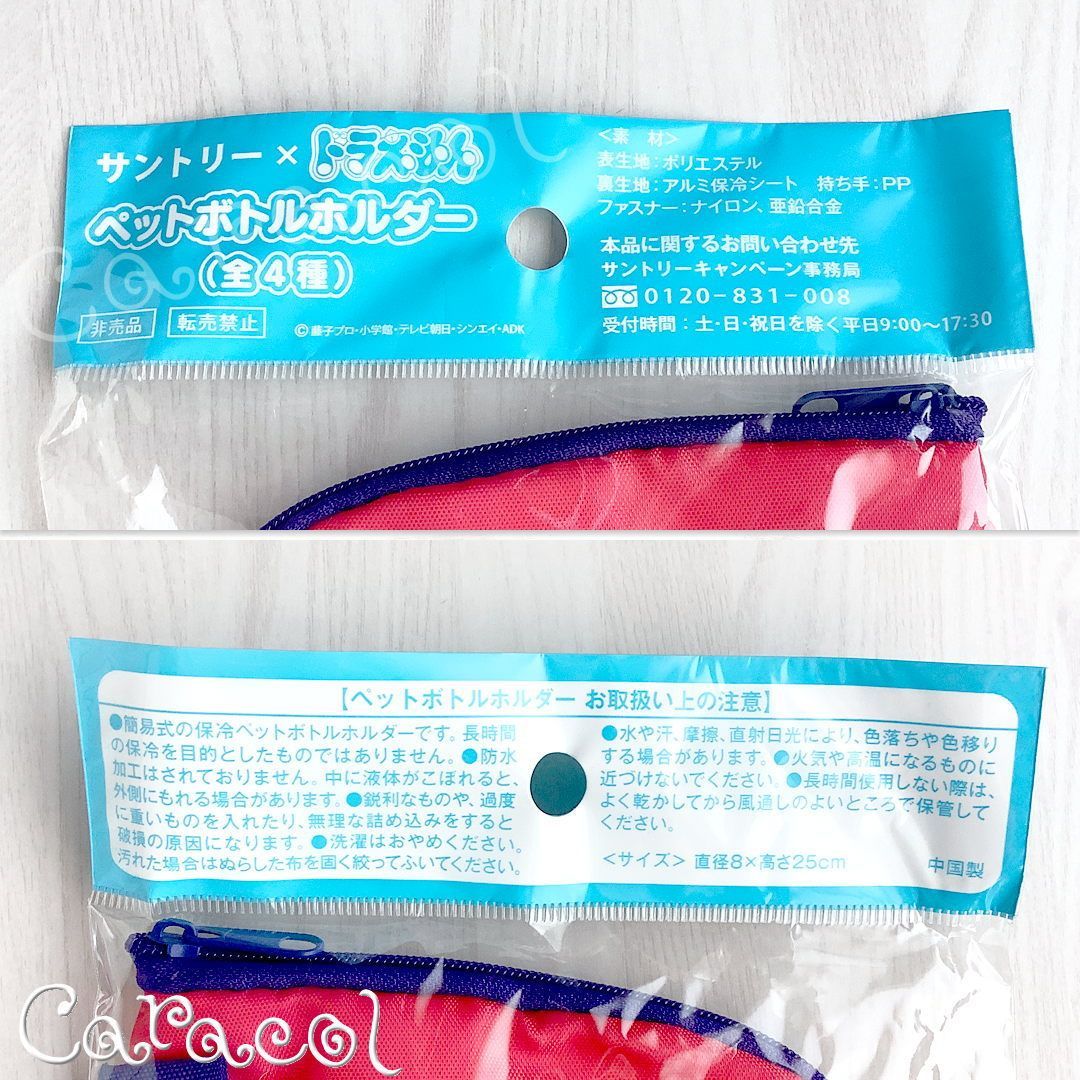 サントリー×ドラえもん
ペットボトルホルダー
(全4種)
非売品 転売禁止
©藤子プロ・小学館・テレビ朝日・シンエイ・ADK
<素 材>
表生地:ポリエステル
裏生地:アルミ保冷シート 持ち手:PP
ファスナー:ナイロン、亜鉛合金
本品に関するお問い合わせ先
サントリーキャンペーン事務局
0120-831-008
受付時間:土・日・祝日を除く平日9:00〜17:30
【ペットボトルホルダー お取扱い上の注意】
●簡易式の保冷ペットボトルホルダーです。長時間
の保冷を目的としたものではありません。●防水
加工はされておりません。中に液体がこぼれると、
外側にもれる場合があります。●鋭利なものや、過度
に重いものを入れたり、無理な詰め込みをすると
破損の原因になります。●洗濯はおやめください。
汚れた場合はぬらした布を固く絞ってふいてください。
●水や汗、摩擦、直射日光により、色落ちや色移り
する場合があります。●火気や高温になるものに
近づけないでください。●長時間使用しない際は、
よく乾かしてから風通しのよいところで保管して
ください。
<サイズ> 直径8×高さ25cm 中国製
Caracol